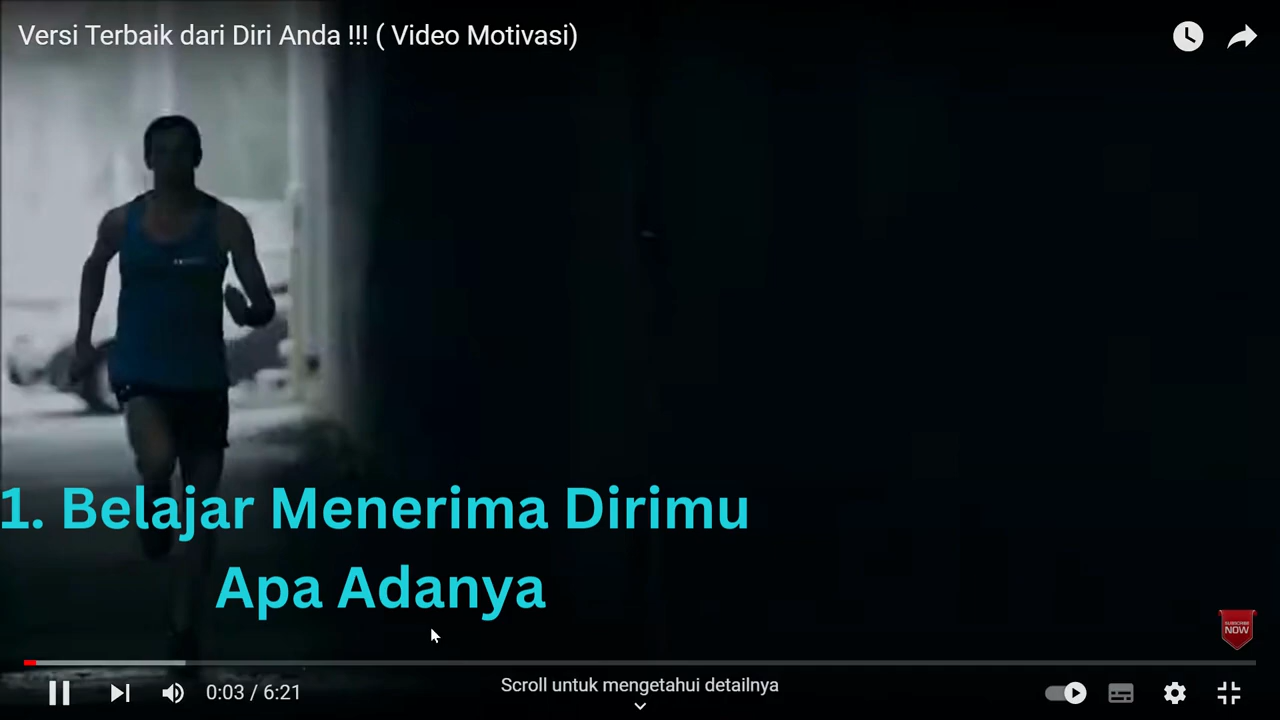 Versi Terbaik dari Diri Anda !!! ( Video Motivasi)
1. Belajar Menerima Dirimu
Apa Adanya
SUBSCRIBE
NOW
0:03 / 6:21
Scroll untuk mengetahui detailnya